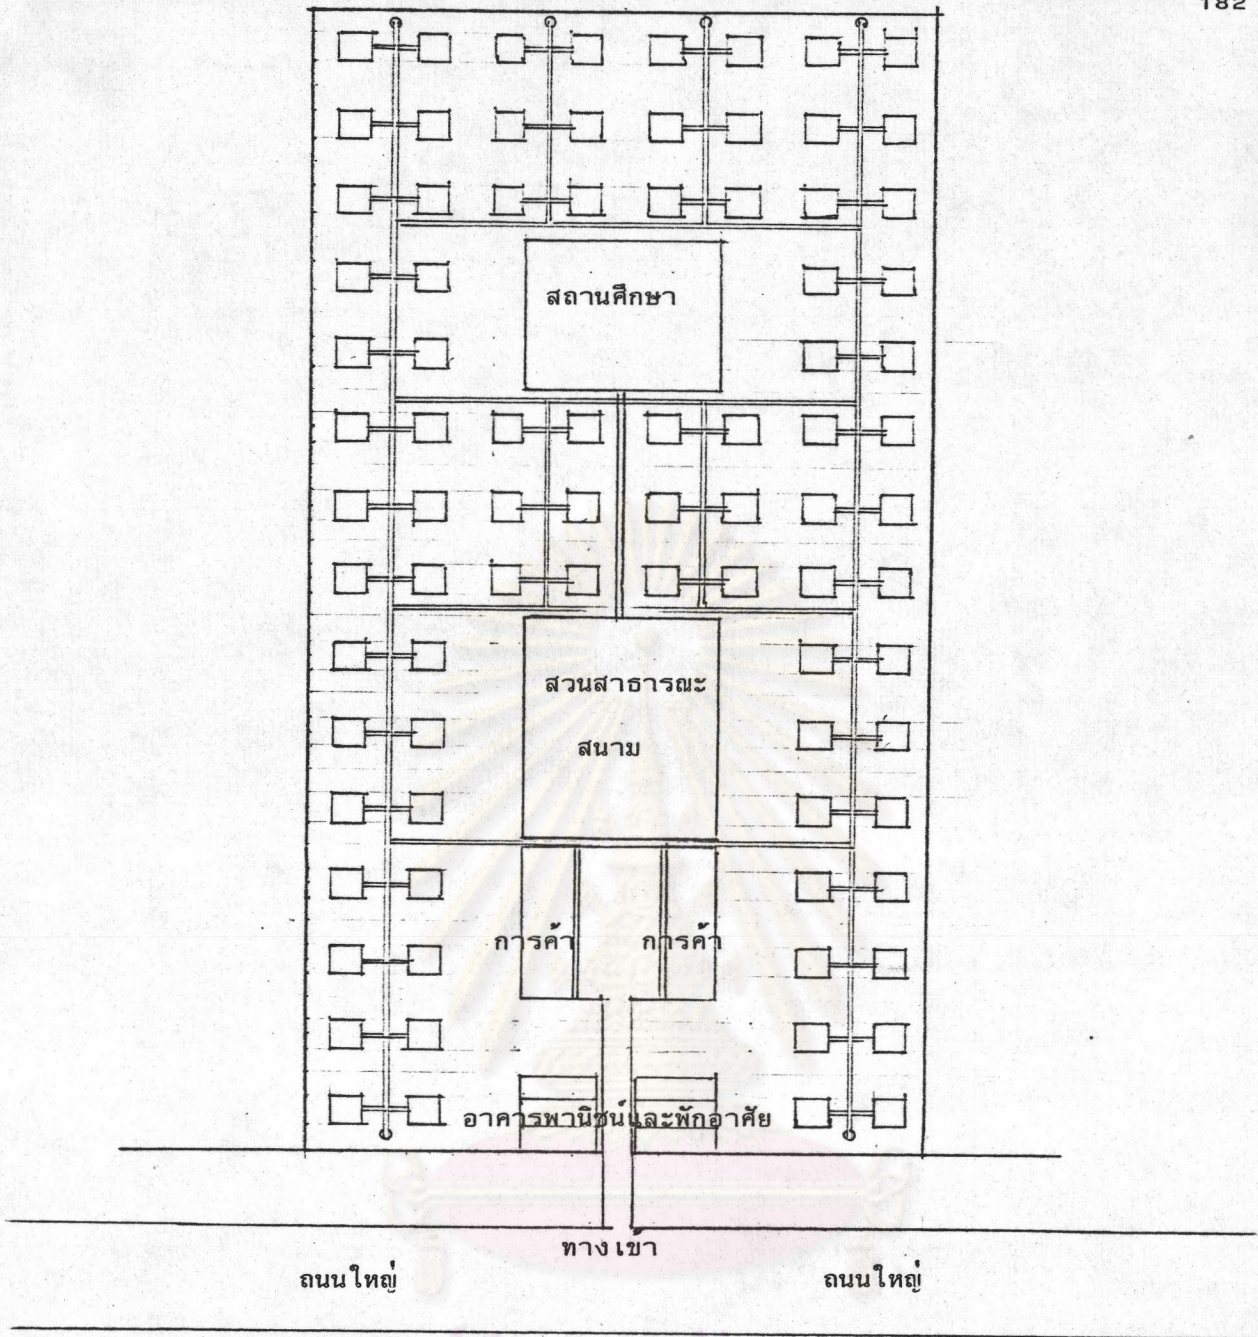 182
สถานศึกษา
สวนสาธารณะ
สนาม
การค้า การค้า
อาคารพานิชน์และพักอาศัย
ทางเข้า
ถนนใหญ่ ถนนใหญ่